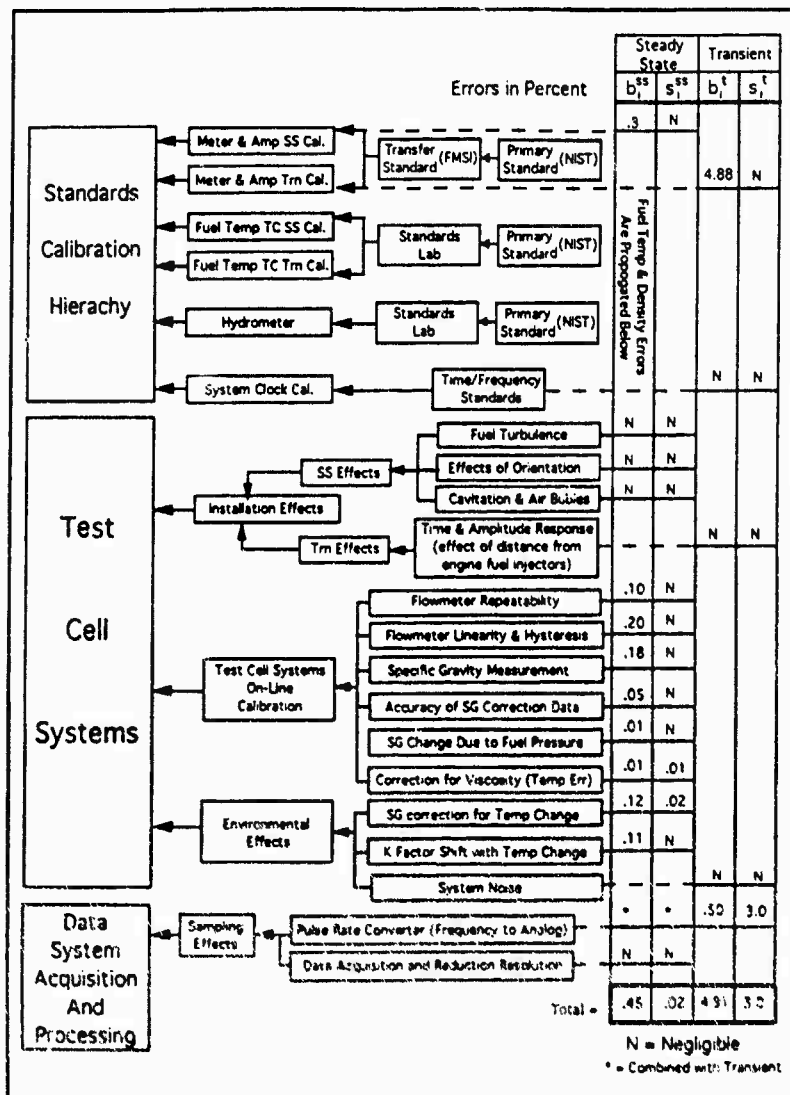 Steady State
Transient
Errors in Percent
b_i^ss
s_i^ss
b_i^t
s_i^t
.3 N
Standards
Calibration
Hierachy
Meter & Amp SS Cal.
Meter & Amp Trn Cal.
Transfer Standard (FMSI)
Primary Standard (NIST)
4.88 N
Fuel Temp TC SS Cal.
Fuel Temp TC Trn Cal.
Standards Lab
Primary Standard (NIST)
Fuel Temp & Density Errors
Are Propogated Below
Hydrometer
Standards Lab
Primary Standard (NIST)
System Clock Cal.
Time/Frequency Standards
N N
Test
Cell
Systems
Installation Effects
SS Effects
Fuel Turbulence
N N
Effects of Orientation
N N
Cavitation & Air Bubies
N N
Trn Effects
Time & Amplitude Response
(effect of distance from
engine fuel injectors)
N N
Test Cell Systems
On-Line
Calibration
Flowmeter Repeatability
.10 N
Flowmeter Linearity & Hysteresis
.20 N
Specific Gravity Measurement
.18 N
Accuracy of SG Correction Data
.05 N
SG Change Due to Fuel Pressure
.01 N
Correction for Viscosity (Temp Err)
.01 .01
Environmental
Effects
SG correction for Temp Change
.12 .02
K Factor Shift with Temp Change
.11 N
System Noise
N N
Data
System
Acquisition
And
Processing
Sampling
Effects
Pulse Rate Converter (Frequency to Analog)
* * .50 3.0
Data Acquisition and Reduction Resolution
N N
Total = .45 .02 4.91 3.0
N = Negligible
* = Combined with Transient